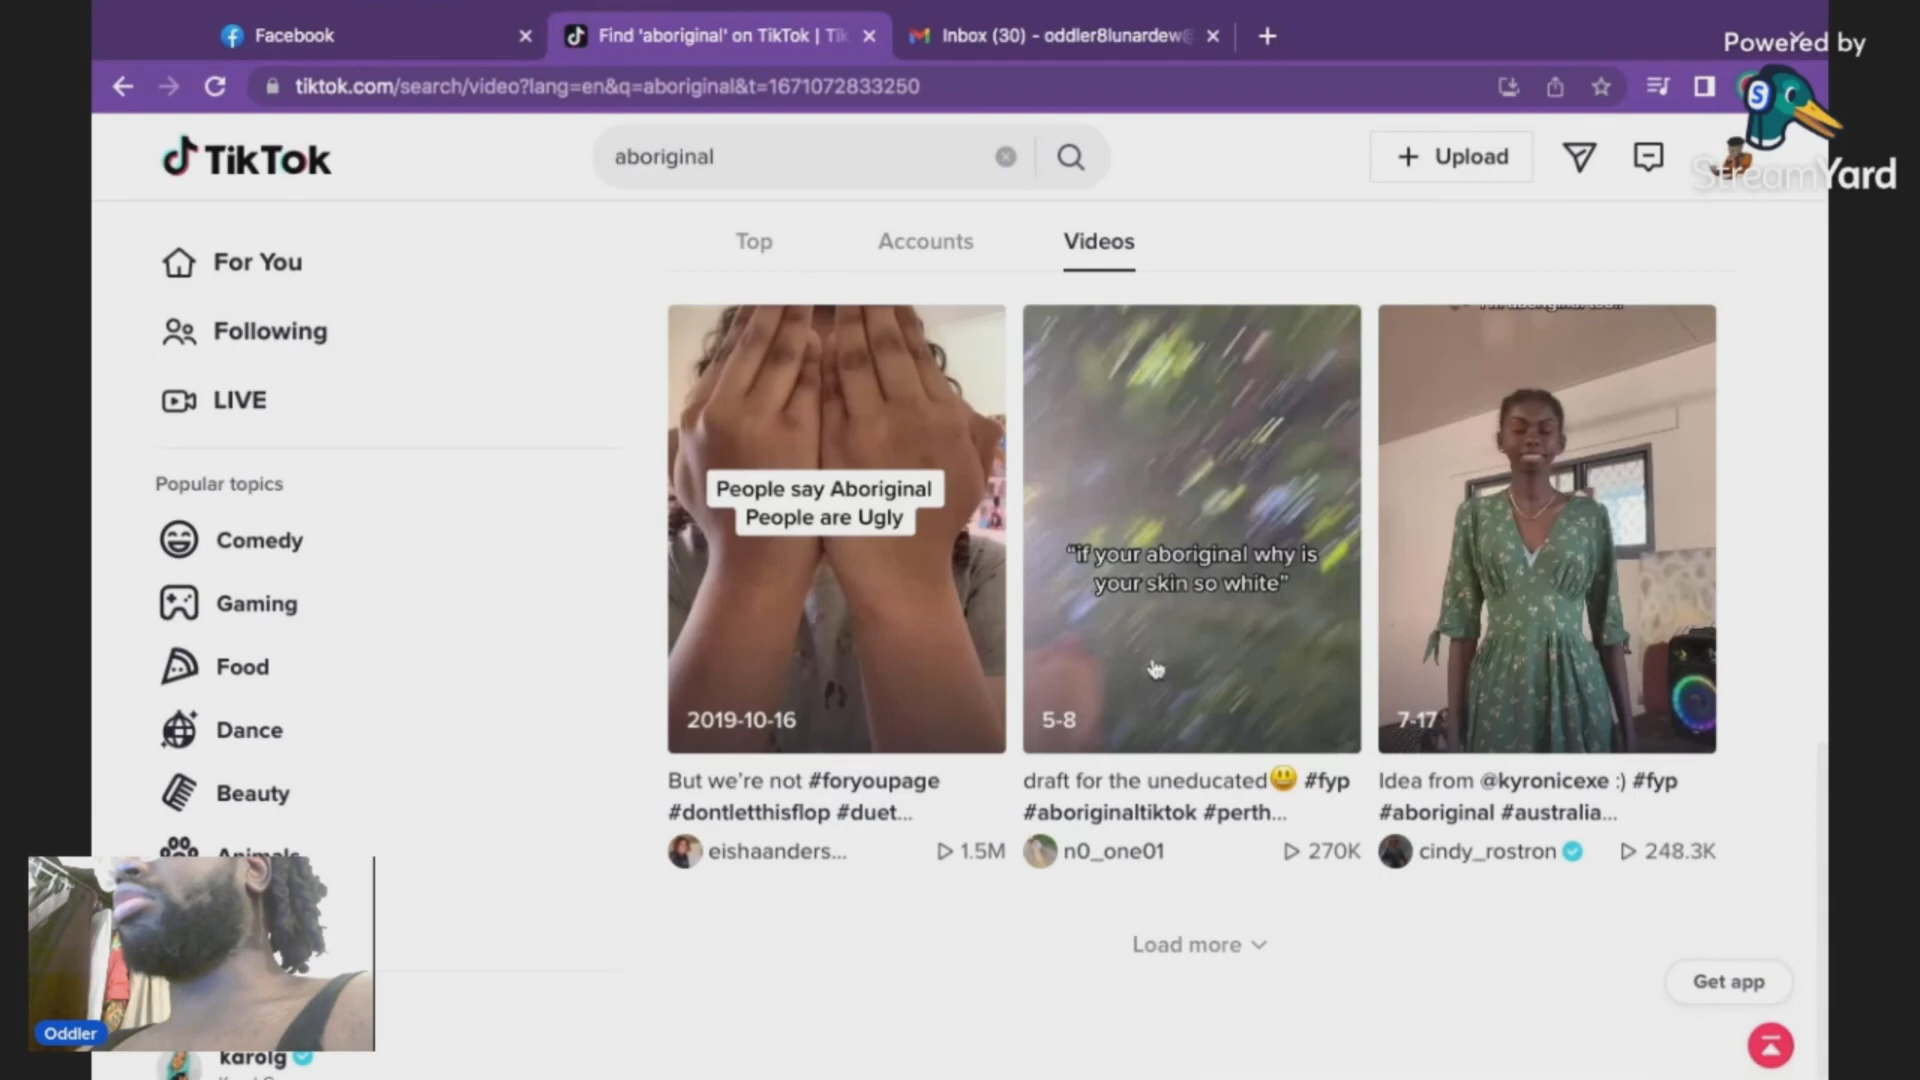 Facebook
Find 'aboriginal' on TikTok | Tik
Inbox (30) - oddler8lunardew@
Powered by
tiktok.com/search/video?lang=en&q=aboriginal&t=1671072833250
S
StreamYard
TikTok
aboriginal
Upload
Top
Accounts
Videos
For You
Following
LIVE
Popular topics
Comedy
Gaming
Food
Dance
Beauty
Animals
People say Aboriginal
People are Ugly
2019-10-16
But we're not #foryoupage
#dontletthisflop #duet...
eishaanders...
1.5M
"if your aboriginal why is
your skin so white"
5-8
draft for the uneducated😃 #fyp
#aboriginaltiktok #perth...
n0_one01
270K
7-17
Idea from @kyronicexe :) #fyp
#aboriginal #australia...
cindy_rostron
248.3K
Load more
Get app
Oddler
karolg